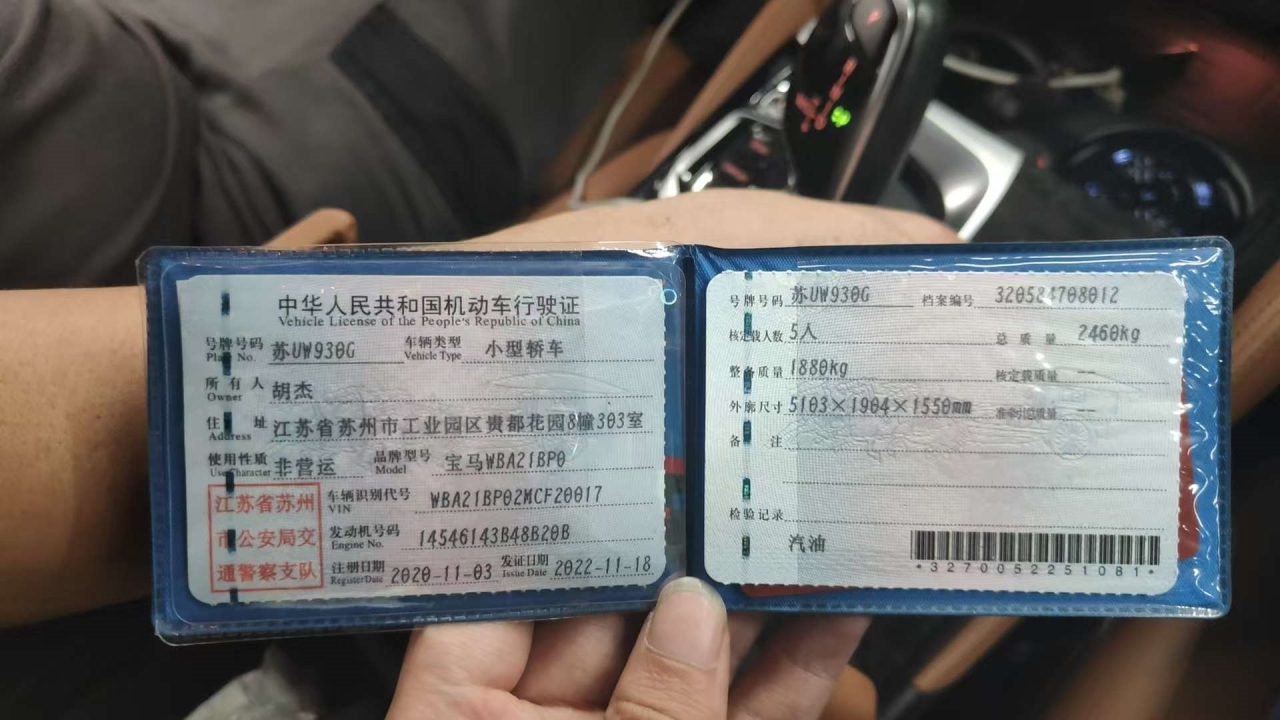 中华人民共和国机动车行驶证
Vehicle License of the People's Republic of China
号牌号码 苏UW930G 车辆类型 小型轿车
Plate No. Vehicle Type
所有人 胡杰
Owner
住址 江苏省苏州市工业园区贵都花园8幢303室
Address
使用性质 非营运 品牌型号 宝马WBA21BP0
Use Character Model
江苏省苏州
市公安局交
通警察支队
车辆识别代号 WBA21BP02MCF20017
VIN
发动机号码 14546143B48B20B
Engine No.
注册日期 2020-11-03 发证日期 2022-11-18
Register Date Issue Date
号牌号码 苏UW930G 档案编号 320584708012
核定载人数 5人 总质量 2460kg
整备质量 1880kg 核定载质量 --
外廓尺寸 5103×1904×1550mm 准牵引总质量 --
备注
检验记录
汽油
*3270052251081*